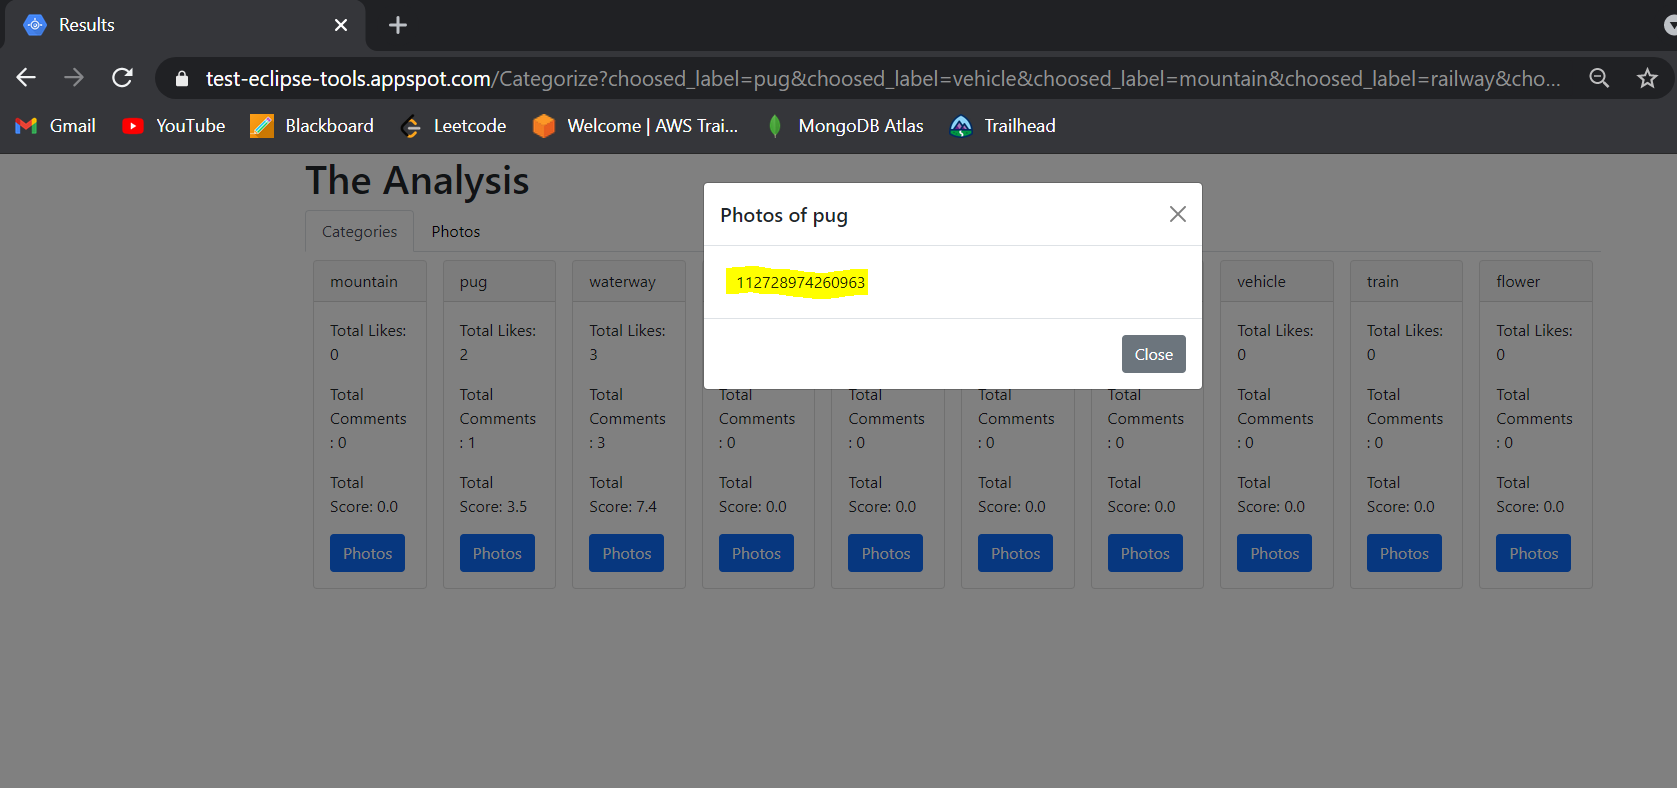 Results
test-eclipse-tools.appspot.com/Categorize?choosed_label=pug&choosed_label=vehicle&choosed_label=mountain&choosed_label=railway&cho...
Gmail YouTube Blackboard Leetcode Welcome | AWS Trai... MongoDB Atlas Trailhead
The Analysis
Categories Photos
Photos of pug
112728974260963
Close
mountain
Total Likes:
0
Total
Comments
: 0
Total
Score: 0.0
Photos
pug
Total Likes:
2
Total
Comments
: 1
Total
Score: 3.5
Photos
waterway
Total Likes:
3
Total
Comments
: 3
Total
Score: 7.4
Photos
Total
Comments
: 0
Total
Score: 0.0
Photos
Total
Comments
: 0
Total
Score: 0.0
Photos
Total
Comments
: 0
Total
Score: 0.0
Photos
Total
Comments
: 0
Total
Score: 0.0
Photos
vehicle
Total Likes:
0
Total
Comments
: 0
Total
Score: 0.0
Photos
train
Total Likes:
0
Total
Comments
: 0
Total
Score: 0.0
Photos
flower
Total Likes:
0
Total
Comments
: 0
Total
Score: 0.0
Photos